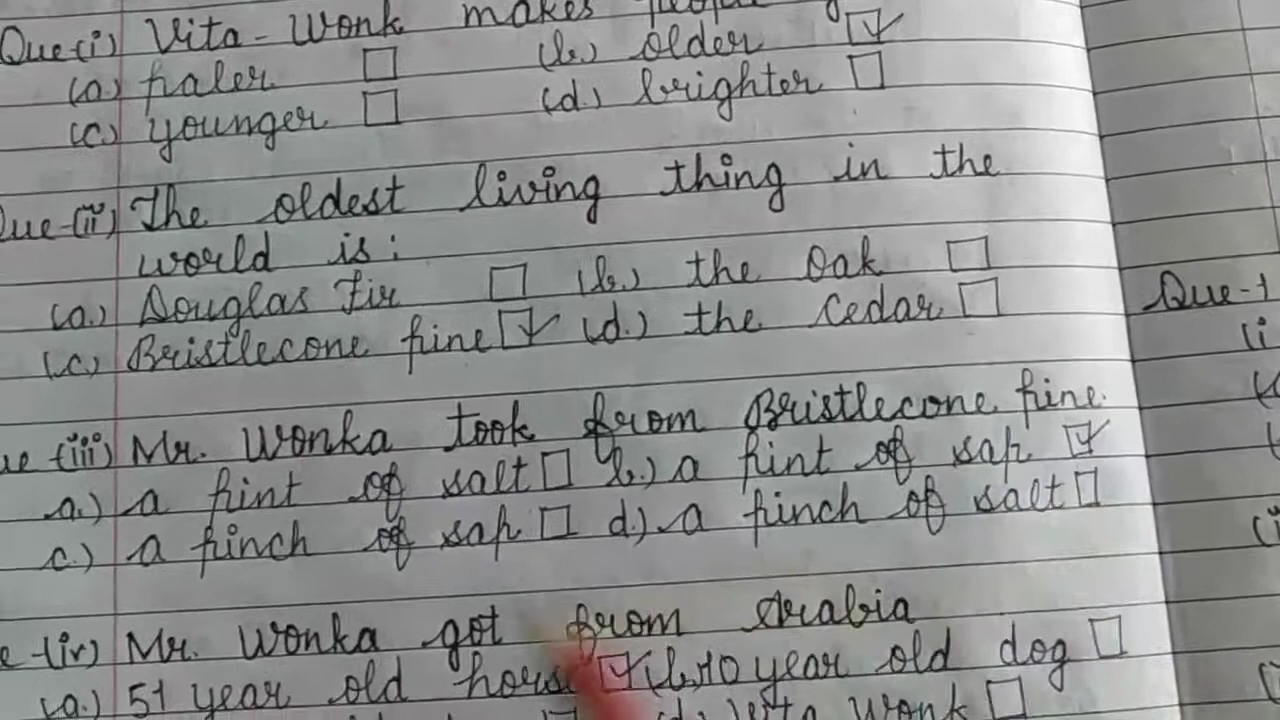 Que-(i) Vita-Wonk makes people
(a) paler (b.) older
(c) younger (d.) brighter
Que-(ii) The oldest living thing in the
world is:
(a.) Douglas Fir (b.) the Oak
(c) Bristlecone pine (d.) the Cedar
(iii) Mr. Wonka took from Bristlecone pine.
a.) a pint of salt b.) a pint of sap
c.) a pinch of sap d.) a pinch of salt
(iv) Mr. Wonka got from Arabia
(a.) 51 year old horse (b.) 10 year old dog
Wonk
Que-1
(i